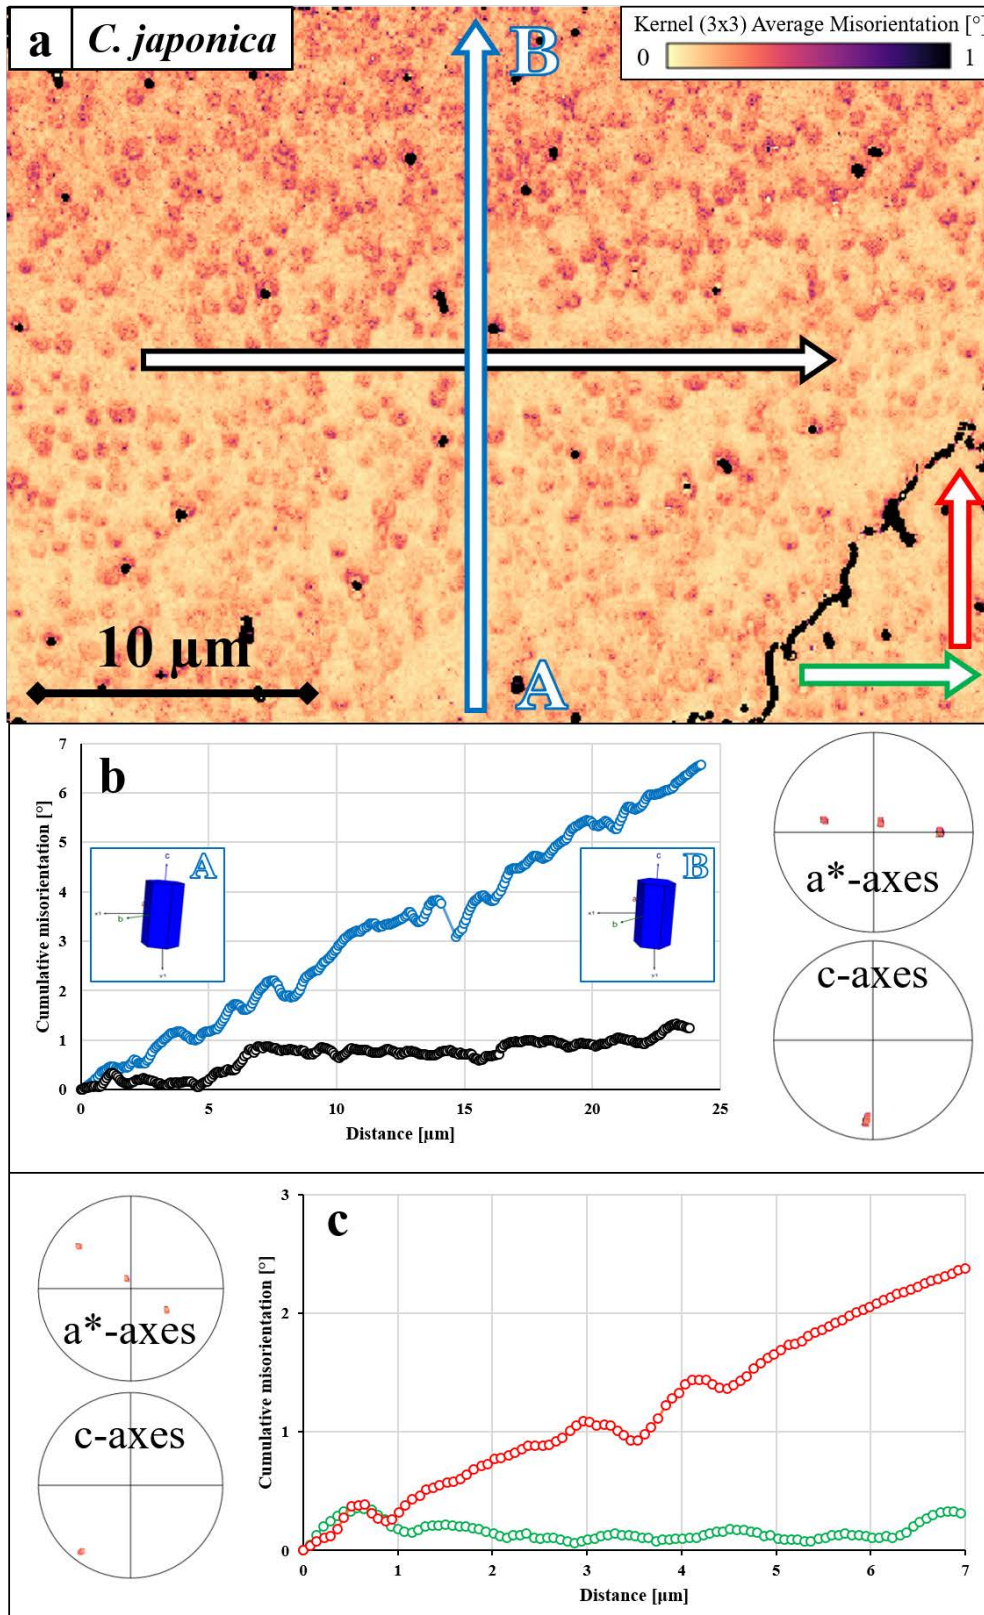 a C. japonica
Kernel (3x3) Average Misorientation [°]
0 1
B
10 µm
A
b
Cumulative misorientation [°]
7
6
5
4
3
2
1
0
A
c
b
x1
B
c
b
x1
0 5 10 15 20 25
Distance [µm]
a*-axes
c-axes
a*-axes
c-axes
c
Cumulative misorientation [°]
3
2
1
0
0 1 2 3 4 5 6 7
Distance [µm]